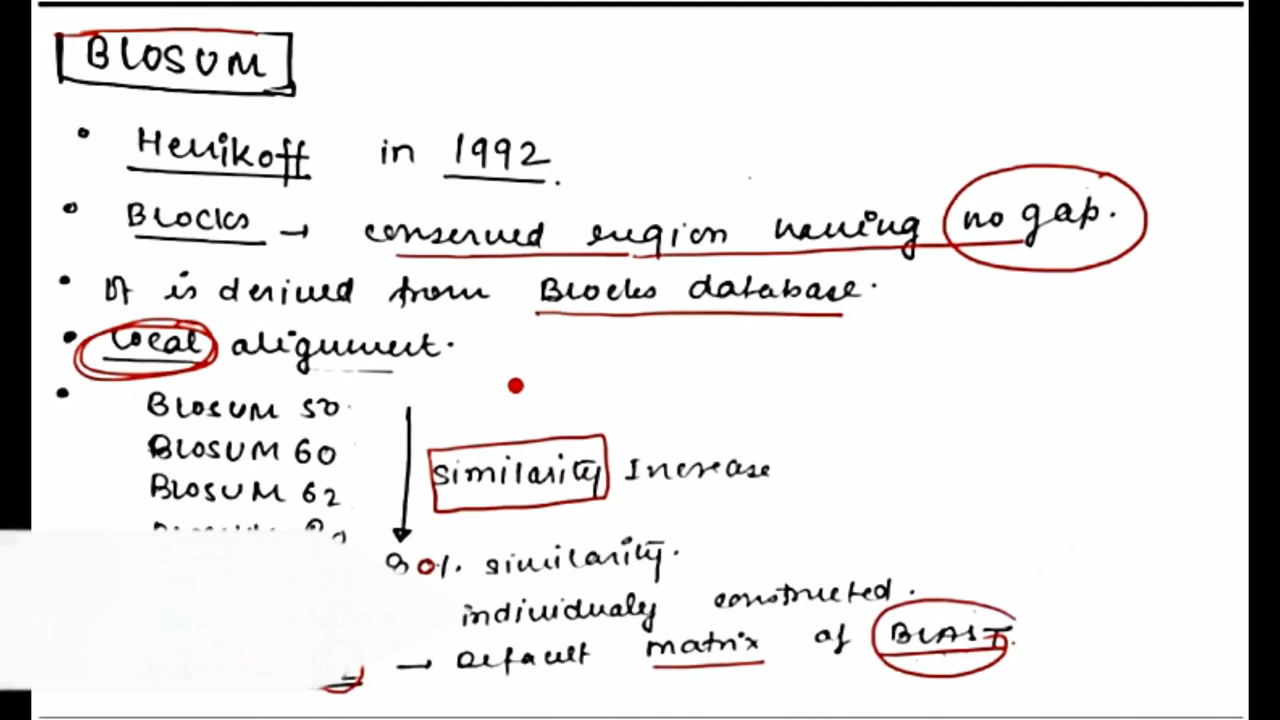 BLOSUM
• Henikoff in 1992.
• Blocks → conserved region having no gap.
• It is derived from Blocks database.
• local alignment.
• BLOSUM 50
BLOSUM 60
BLOSUM 62
Similarity Increase
80% similarity.
individualy constructed.
→ Default matrix of BLAST.